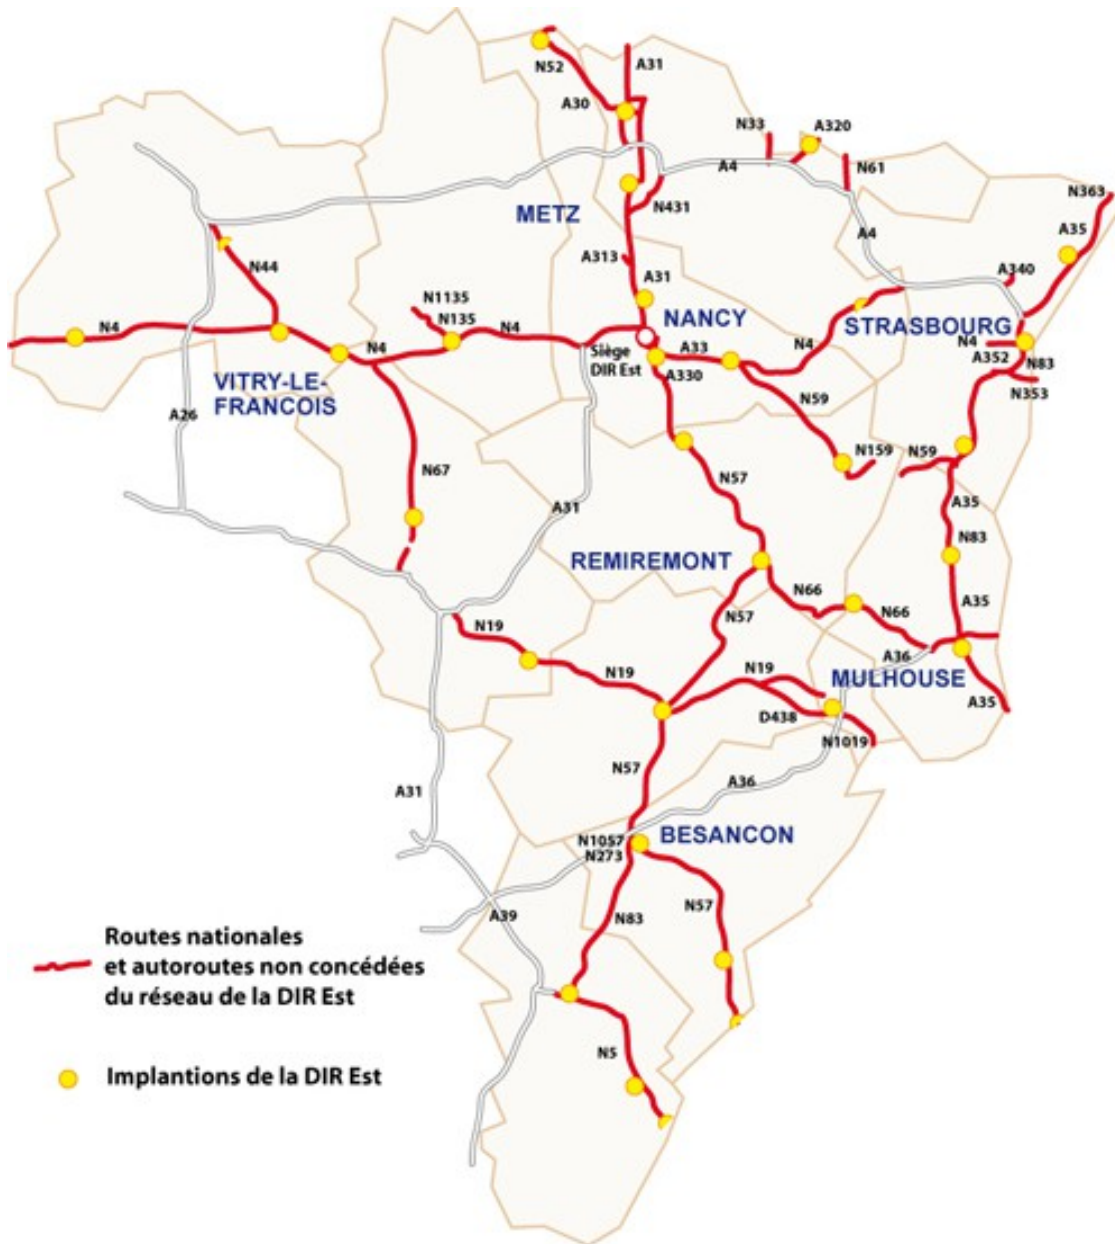 N52
A31
A30
N33
A320
A4
N61
N363
METZ
N431
A4
A35
A313
N44
A31
A340
N1135
N135
N4
N4
NANCY
STRASBOURG
N4
Siège
DIR Est
A33
A330
N4
N4
A352
N83
N353
VITRY-LE-
FRANCOIS
A26
N59
N159
N59
N67
N57
A35
A31
N83
REMIREMONT
N66
N66
A35
N57
N19
A36
N19
N19
MULHOUSE
A35
D438
N1019
N57
A36
A31
N1057
N273
BESANCON
N57
A39
N83
Routes nationales
et autoroutes non concédées
du réseau de la DIR Est
N5
Implantions de la DIR Est